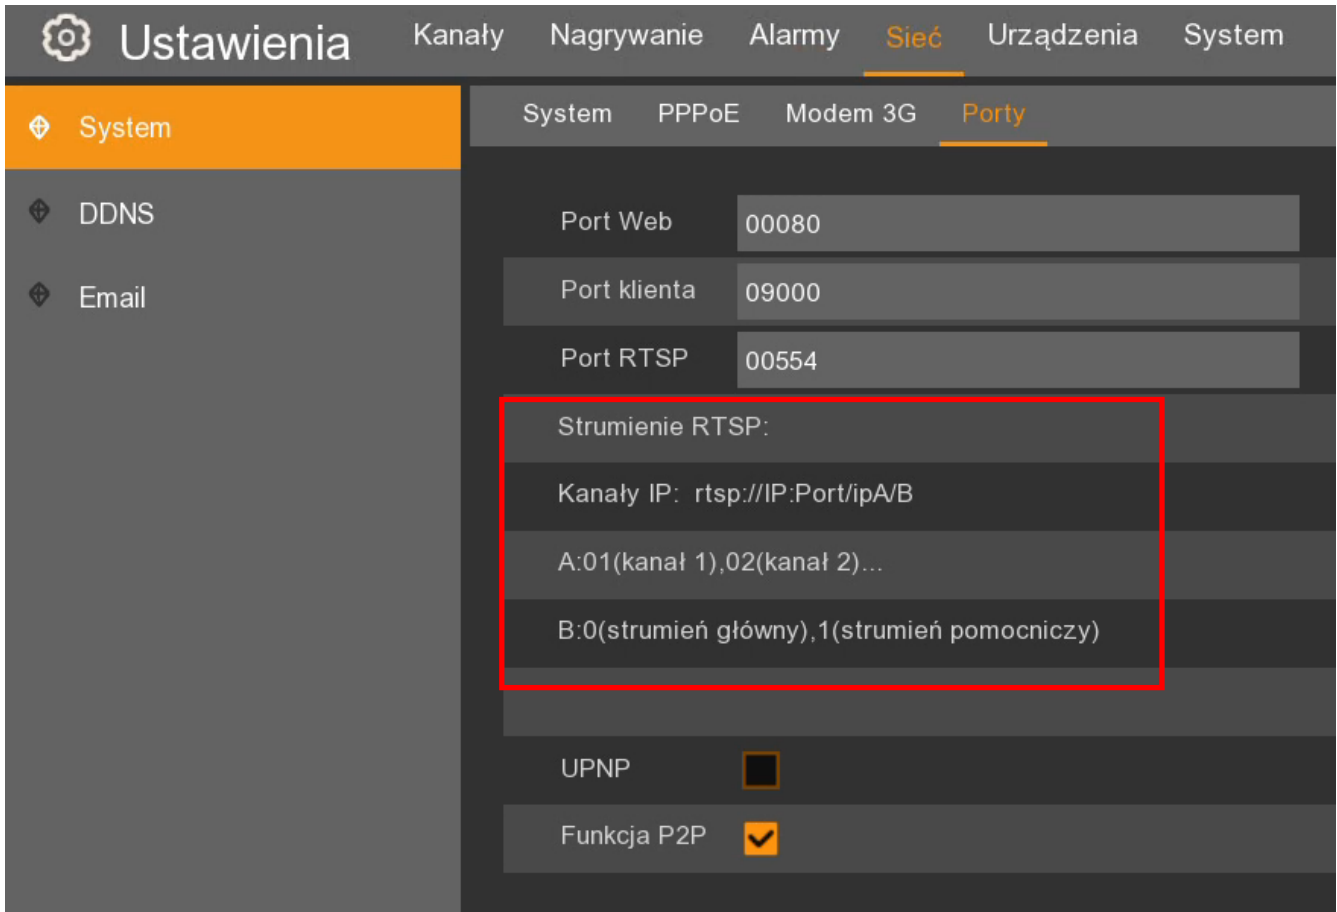 Ustawienia Kanały Nagrywanie Alarmy Sieć Urządzenia System
System PPPoE Modem 3G Porty
System
DDNS
Email
Port Web 00080
Port klienta 09000
Port RTSP 00554
Strumienie RTSP:
Kanały IP: rtsp://IP:Port/ipA/B
A:01(kanał 1),02(kanał 2)...
B:0(strumień główny),1(strumień pomocniczy)
UPNP
Funkcja P2P